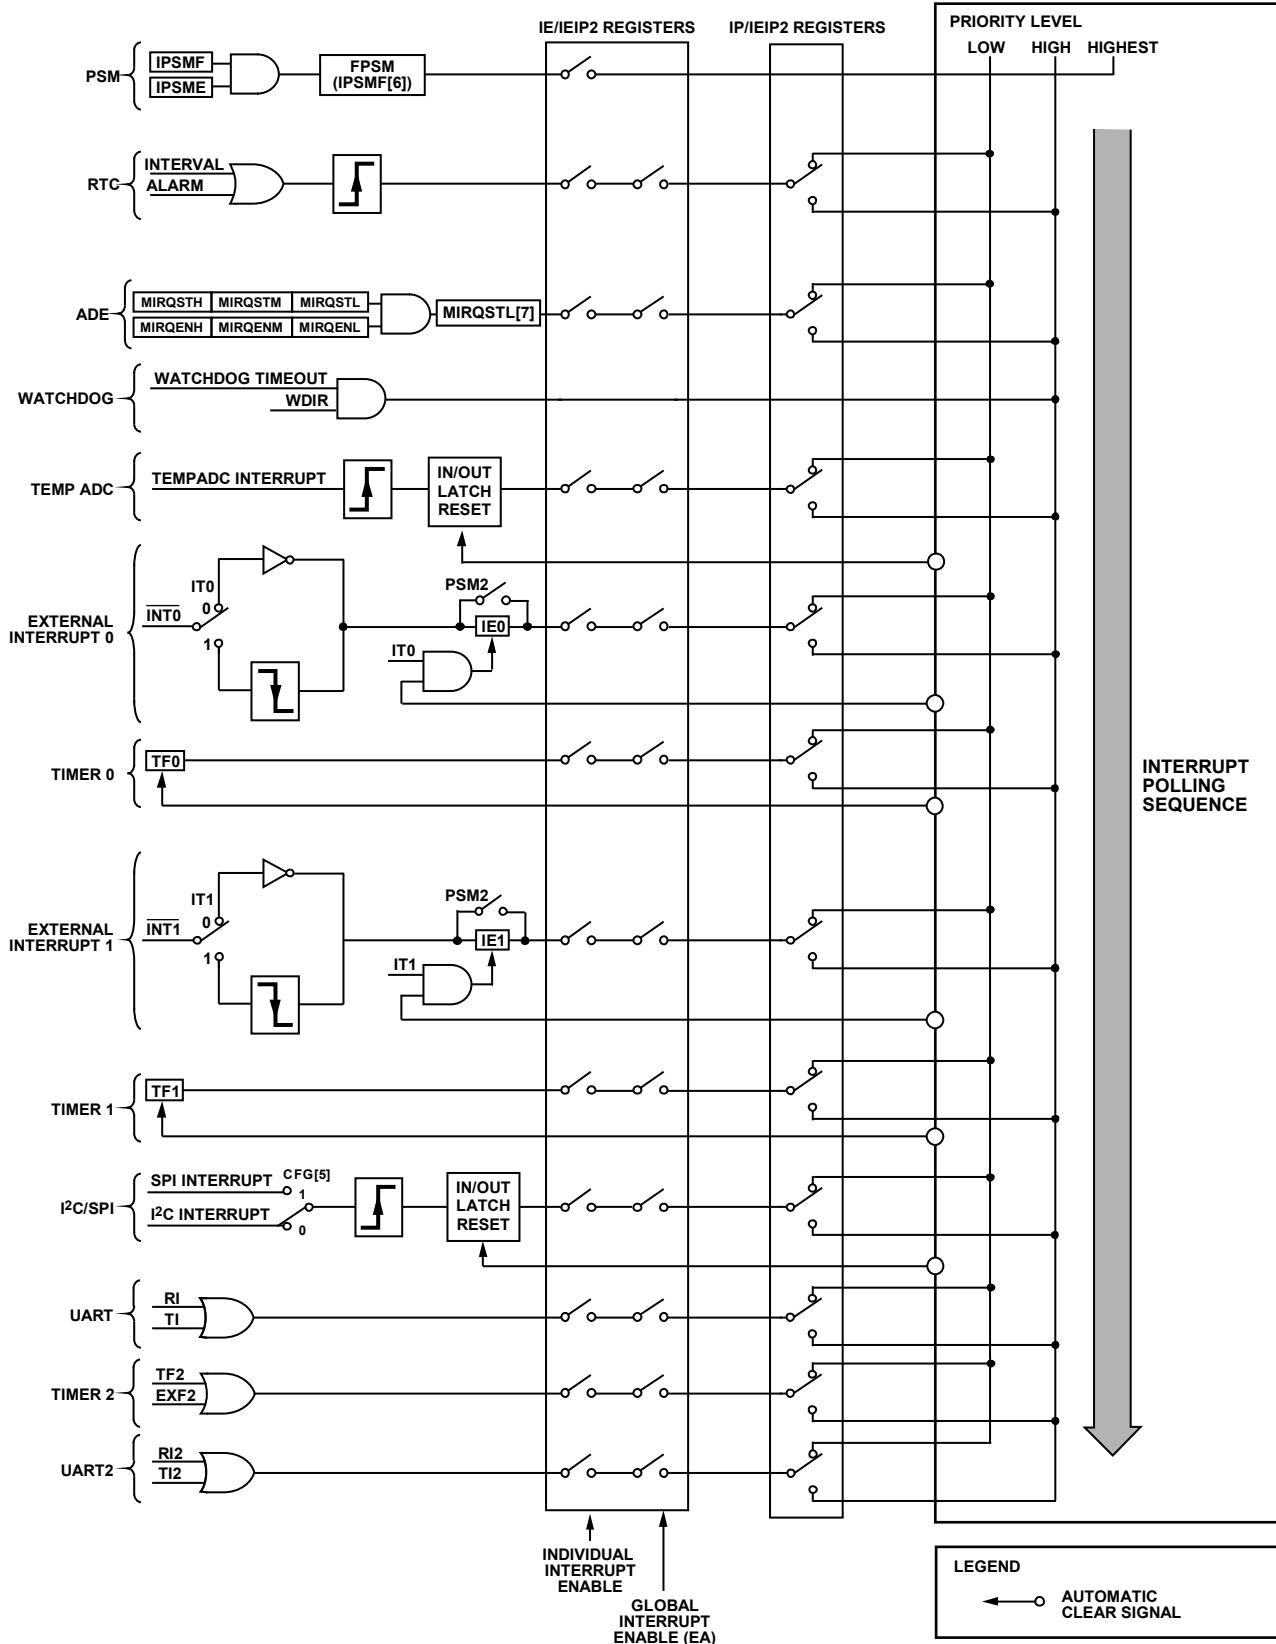 IE/IEIP2 REGISTERS
IP/IEIP2 REGISTERS
PRIORITY LEVEL
LOW HIGH HIGHEST
PSM
IPSMF
IPSME
FPSM
(IPSMF[6])
RTC
INTERVAL
ALARM
ADE
MIRQSTH MIRQSTM MIRQSTL
MIRQENH MIRQENM MIRQENL
MIRQSTL[7]
WATCHDOG
WATCHDOG TIMEOUT
WDIR
TEMP ADC
TEMPADC INTERRUPT
IN/OUT
LATCH
RESET
EXTERNAL
INTERRUPT 0
INT0
IT0
0
1
PSM2
IE0
IT0
TIMER 0
TF0
INTERRUPT
POLLING
SEQUENCE
EXTERNAL
INTERRUPT 1
INT1
IT1
0
1
PSM2
IE1
IT1
TIMER 1
TF1
I2C/SPI
SPI INTERRUPT
I2C INTERRUPT
CFG[5]
1
0
IN/OUT
LATCH
RESET
UART
RI
TI
TIMER 2
TF2
EXF2
UART2
RI2
TI2
INDIVIDUAL
INTERRUPT
ENABLE
GLOBAL
INTERRUPT
ENABLE (EA)
LEGEND
AUTOMATIC
CLEAR SIGNAL